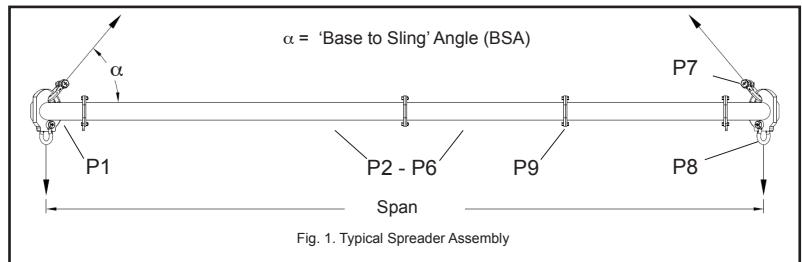 α = ‘Base to Sling’ Angle (BSA)
α
P7
P1
P2 - P6
P9
P8
Span
Fig. 1. Typical Spreader Assembly